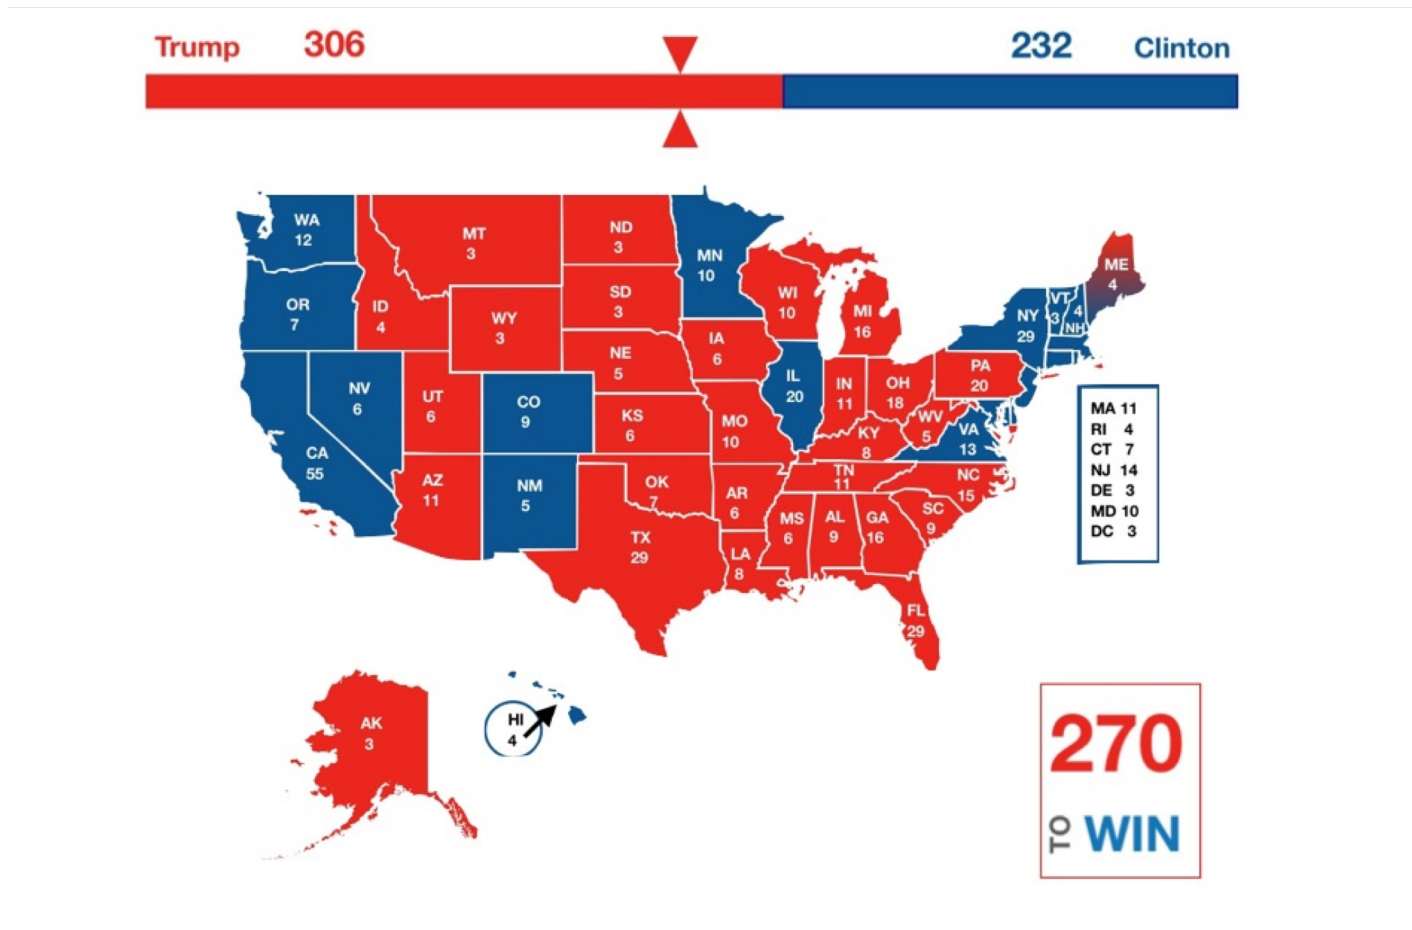 Trump 306 232 Clinton
WA
12
MT
3
ND
3
MN
10
ME
4
OR
7
ID
4
WY
3
SD
3
WI
10
MI
16
NY
29
VT
3
4
NH
IA
6
NE
5
PA
20
NV
6
UT
6
CO
9
IL
20
IN
11
OH
18
KS
6
MO
10
WV
5
VA
13
KY
8
CA
55
AZ
11
NM
5
OK
7
TN
11
NC
15
AR
6
SC
9
MS
6
AL
9
GA
16
TX
29
LA
8
FL
29
MA 11
RI 4
CT 7
NJ 14
DE 3
MD 10
DC 3
AK
3
HI
4
270
TO WIN